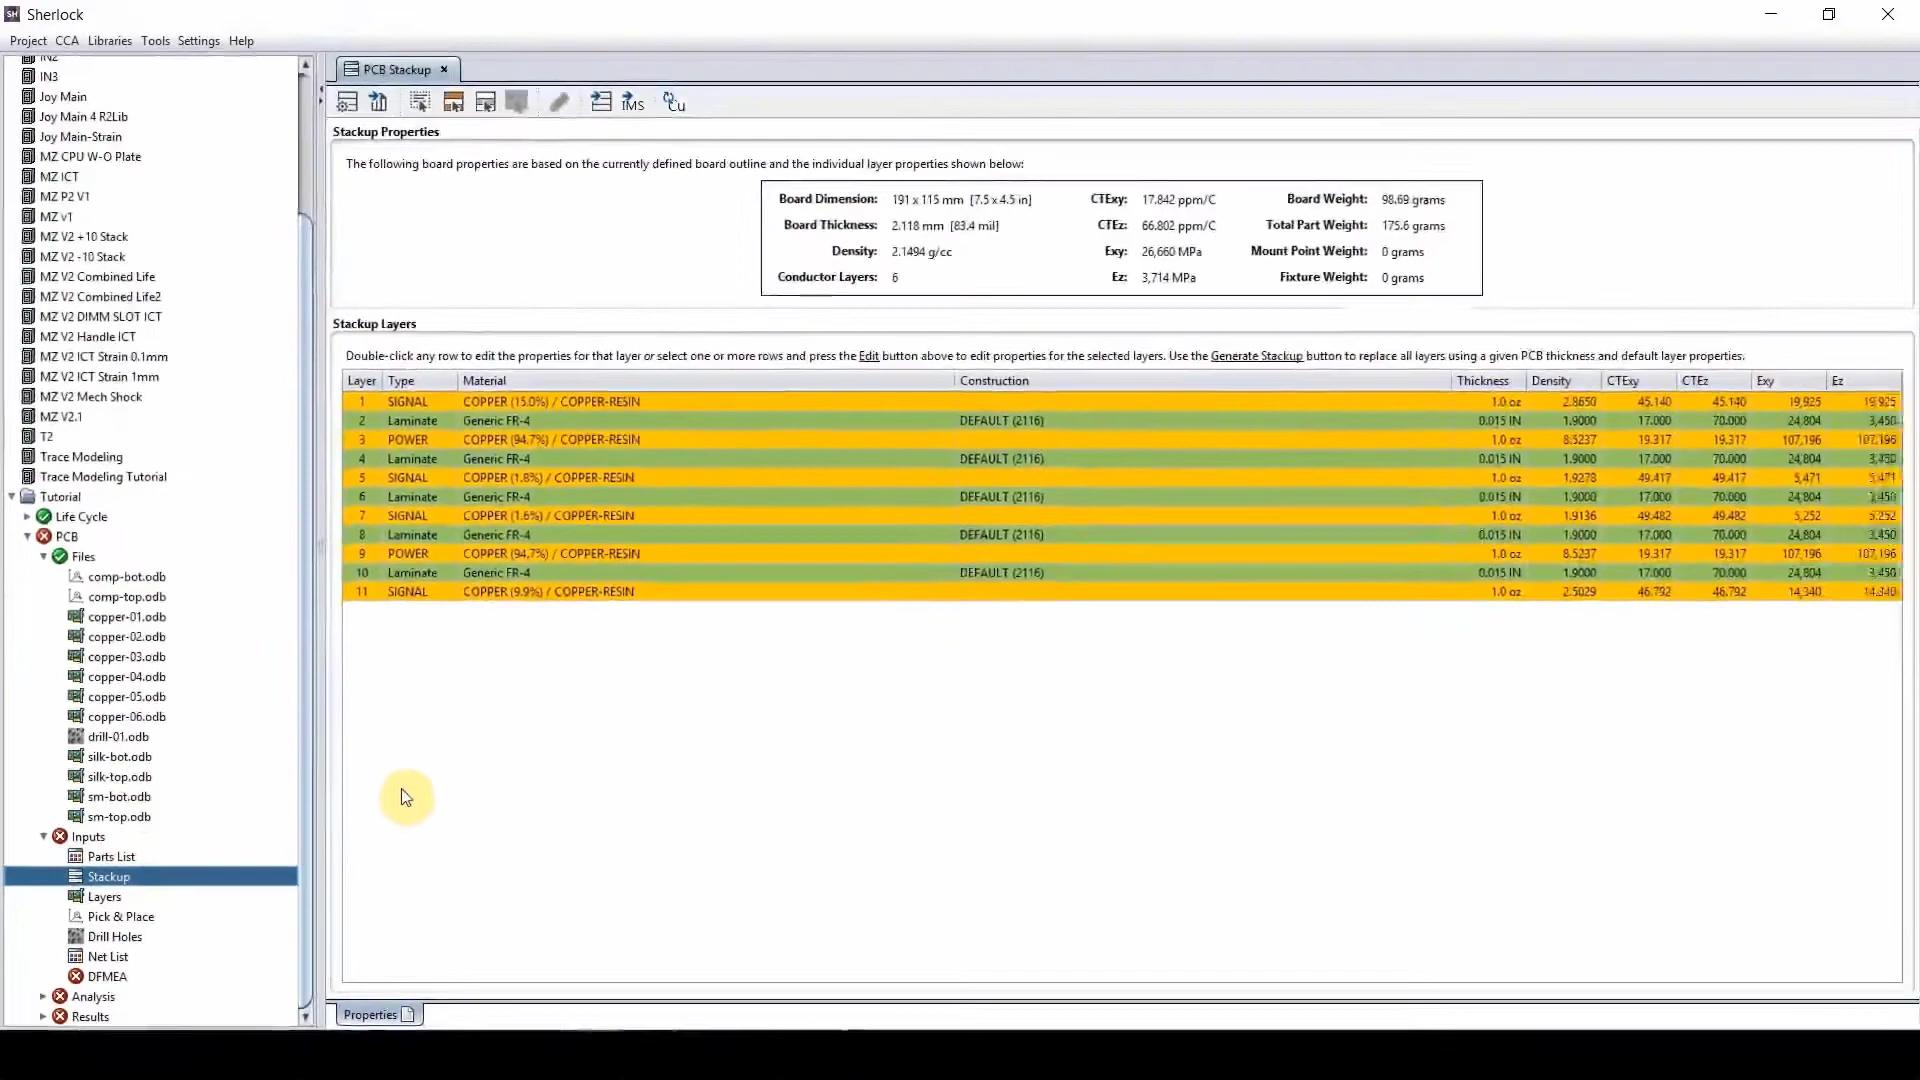 SH Sherlock
Project CCA Libraries Tools Settings Help
IN2
IN3
Joy Main
Joy Main 4 R2Lib
Joy Main-Strain
MZ CPU W-O Plate
MZ ICT
MZ P2 V1
MZ v1
MZ V2 +10 Stack
MZ V2 -10 Stack
MZ V2 Combined Life
MZ V2 Combined Life2
MZ V2 DIMM SLOT ICT
MZ V2 Handle ICT
MZ V2 ICT Strain 0.1mm
MZ V2 ICT Strain 1mm
MZ V2 Mech Shock
MZ V2.1
T2
Trace Modeling
Trace Modeling Tutorial
Tutorial
Life Cycle
PCB
Files
comp-bot.odb
comp-top.odb
copper-01.odb
copper-02.odb
copper-03.odb
copper-04.odb
copper-05.odb
copper-06.odb
drill-01.odb
silk-bot.odb
silk-top.odb
sm-bot.odb
sm-top.odb
Inputs
Parts List
Stackup
Layers
Pick & Place
Drill Holes
Net List
DFMEA
Analysis
Results
PCB Stackup
IMS Cu
Stackup Properties
The following board properties are based on the currently defined board outline and the individual layer properties shown below:
Board Dimension: 191 x 115 mm [7.5 x 4.5 in] CTExy: 17.842 ppm/C Board Weight: 98.69 grams
Board Thickness: 2.118 mm [83.4 mil] CTEz: 66.802 ppm/C Total Part Weight: 175.6 grams
Density: 2.1494 g/cc Exy: 26,660 MPa Mount Point Weight: 0 grams
Conductor Layers: 6 Ez: 3,714 MPa Fixture Weight: 0 grams
Stackup Layers
Double-click any row to edit the properties for that layer or select one or more rows and press the Edit button above to edit properties for the selected layers. Use the Generate Stackup button to replace all layers using a given PCB thickness and default layer properties.
Layer Type Material Construction Thickness Density CTExy CTEz Exy Ez
1 SIGNAL COPPER (15.0%) / COPPER-RESIN 1.0 oz 2.8650 45.140 45.140 19,925 19,925
2 Laminate Generic FR-4 DEFAULT (2116) 0.015 IN 1.9000 17.000 70.000 24,804 3,450
3 POWER COPPER (94.7%) / COPPER-RESIN 1.0 oz 8.5237 19.317 19.317 107,196 107,196
4 Laminate Generic FR-4 DEFAULT (2116) 0.015 IN 1.9000 17.000 70.000 24,804 3,450
5 SIGNAL COPPER (1.8%) / COPPER-RESIN 1.0 oz 1.9278 49.417 49.417 5,471 5,471
6 Laminate Generic FR-4 DEFAULT (2116) 0.015 IN 1.9000 17.000 70.000 24,804 3,450
7 SIGNAL COPPER (1.6%) / COPPER-RESIN 1.0 oz 1.9136 49.482 49.482 5,252 5,252
8 Laminate Generic FR-4 DEFAULT (2116) 0.015 IN 1.9000 17.000 70.000 24,804 3,450
9 POWER COPPER (94.7%) / COPPER-RESIN 1.0 oz 8.5237 19.317 19.317 107,196 107,196
10 Laminate Generic FR-4 DEFAULT (2116) 0.015 IN 1.9000 17.000 70.000 24,804 3,450
11 SIGNAL COPPER (9.9%) / COPPER-RESIN 1.0 oz 2.5029 46.792 46.792 14,340 14,340
Properties